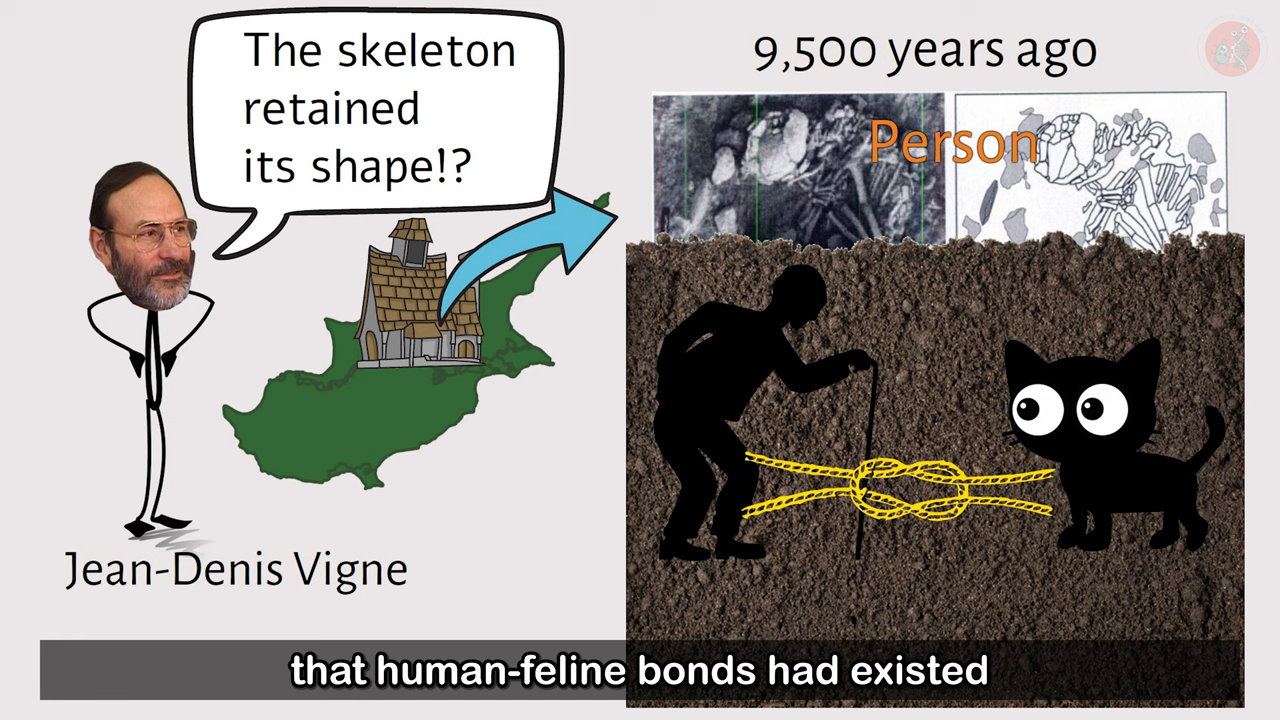 The skeleton
retained
its shape!?
9,500 years ago
Person
Jean-Denis Vigne
that human-feline bonds had existed